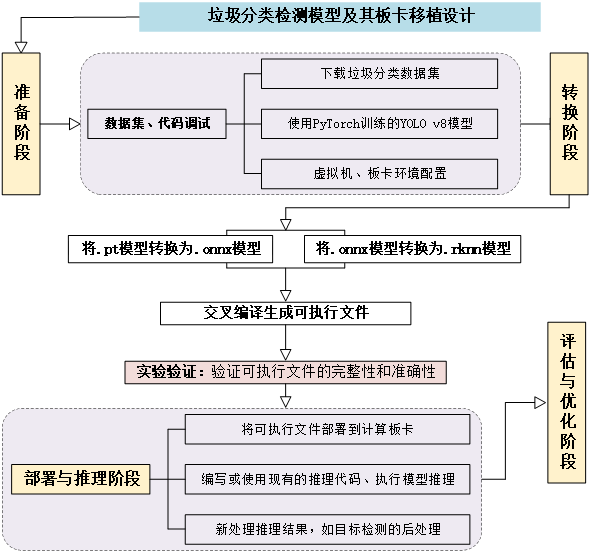 垃圾分类检测模型及其板卡移植设计
准备阶段
数据集、代码调试
下载垃圾分类数据集
使用PyTorch训练的YOLO v8模型
虚拟机、板卡环境配置
转换阶段
将.pt模型转换为.onnx模型
将.onnx模型转换为.rknn模型
交叉编译生成可执行文件
实验验证：验证可执行文件的完整性和准确性
部署与推理阶段
将可执行文件部署到计算板卡
编写或使用现有的推理代码、执行模型推理
新处理推理结果，如目标检测的后处理
评估与优化阶段